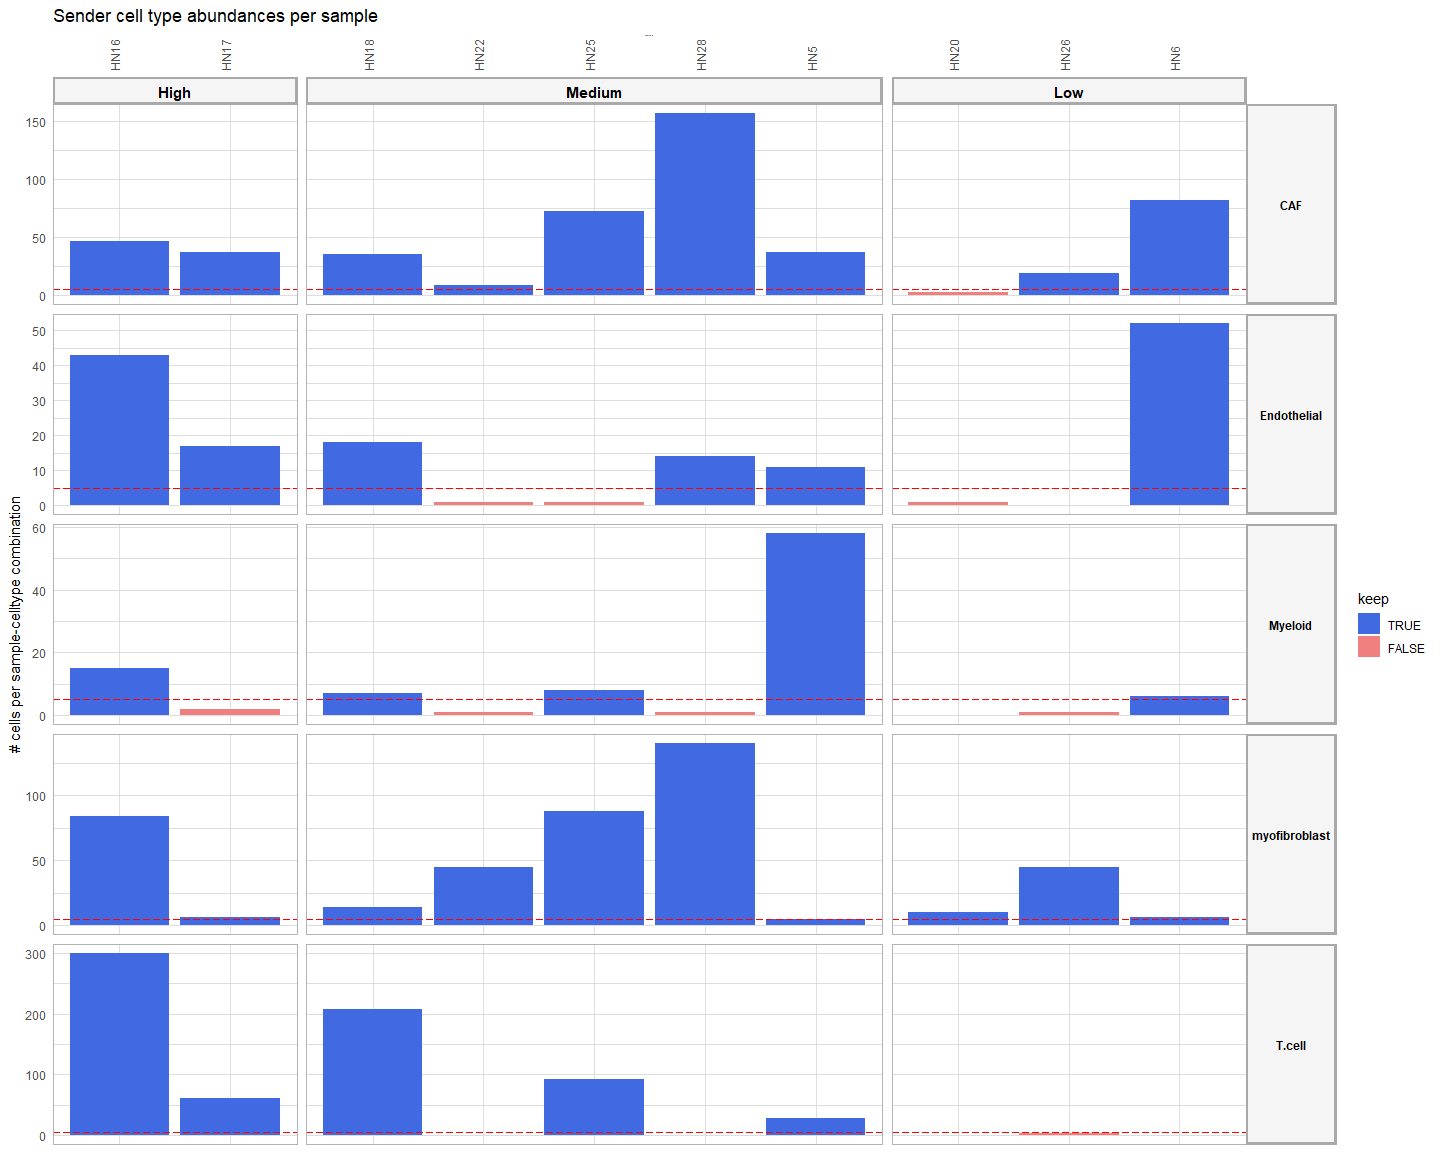 Sender cell type abundances per sample
HN16 HN17 HN18 HN22 HN25 HN28 HN5 HN20 HN26 HN6
High Medium Low
150
100
50
0
CAF
50
40
30
20
10
0
Endothelial
60
40
20
0
Myeloid
100
50
0
myofibroblast
300
200
100
0
T.cell
# cells per sample-celltype combination
keep
TRUE
FALSE